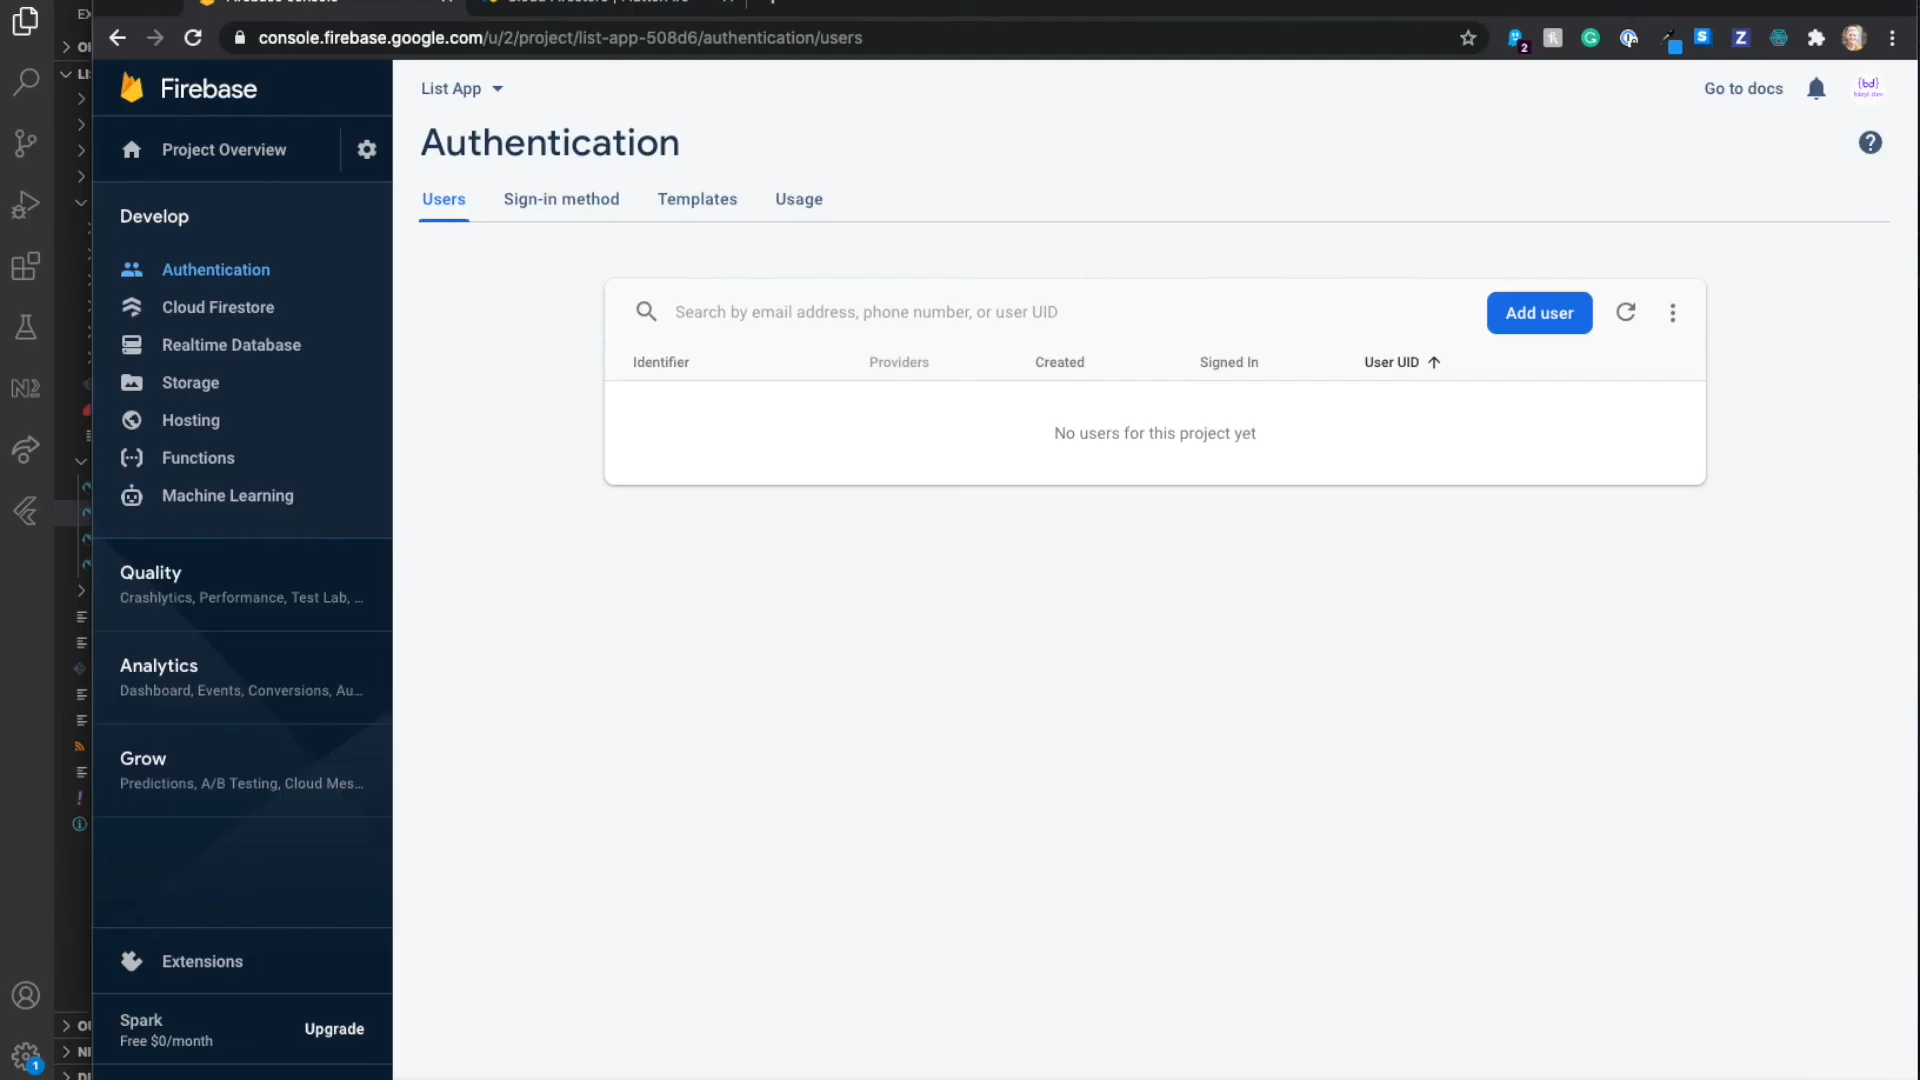 console.firebase.google.com/u/2/project/list-app-508d6/authentication/users
2
Z
Firebase
List App
Go to docs
{bd}
Authentication
Project Overview
Users
Sign-in method
Templates
Usage
Develop
Authentication
Cloud Firestore
Realtime Database
Storage
Hosting
Functions
Machine Learning
Search by email address, phone number, or user UID
Add user
Identifier
Providers
Created
Signed In
User UID
No users for this project yet
Quality
Crashlytics, Performance, Test Lab, ...
Analytics
Dashboard, Events, Conversions, Au...
Grow
Predictions, A/B Testing, Cloud Mes...
Extensions
Spark
Free $0/month
Upgrade
1